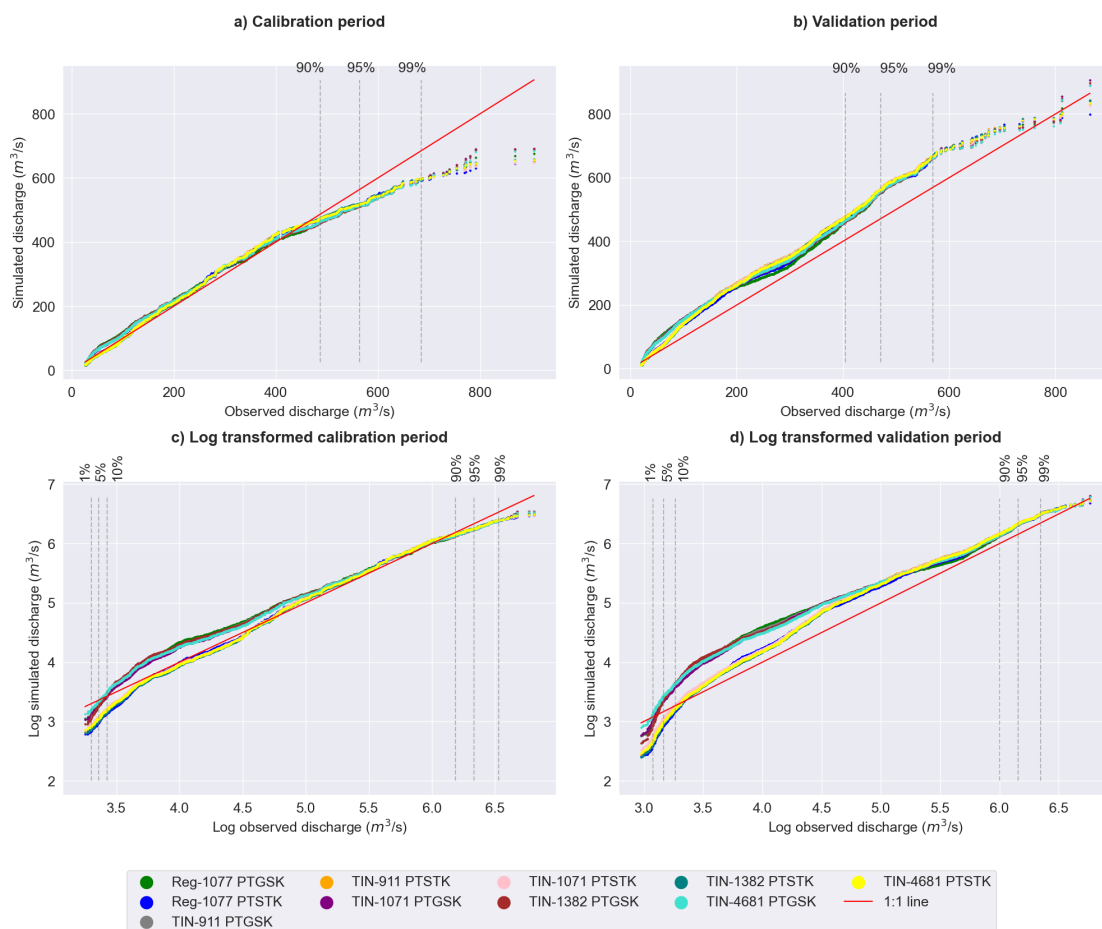 a) Calibration period
b) Validation period
90% 95% 99%
90% 95% 99%
800
600
400
200
0
Simulated discharge (m³/s)
0 200 400 600 800
Observed discharge (m³/s)
800
600
400
200
0
Simulated discharge (m³/s)
0 200 400 600 800
Observed discharge (m³/s)
c) Log transformed calibration period
d) Log transformed validation period
1% 5% 10% 90% 95% 99%
1% 5% 10% 90% 95% 99%
7
6
5
4
3
2
Log simulated discharge (m³/s)
3.5 4.0 4.5 5.0 5.5 6.0 6.5
Log observed discharge (m³/s)
7
6
5
4
3
2
Log simulated discharge (m³/s)
3.0 3.5 4.0 4.5 5.0 5.5 6.0 6.5
Log observed discharge (m³/s)
Reg-1077 PTGSK TIN-911 PTSTK TIN-1071 PTSTK TIN-1382 PTSTK TIN-4681 PTSTK
Reg-1077 PTSTK TIN-1071 PTGSK TIN-1382 PTGSK TIN-4681 PTGSK 1:1 line
TIN-911 PTGSK